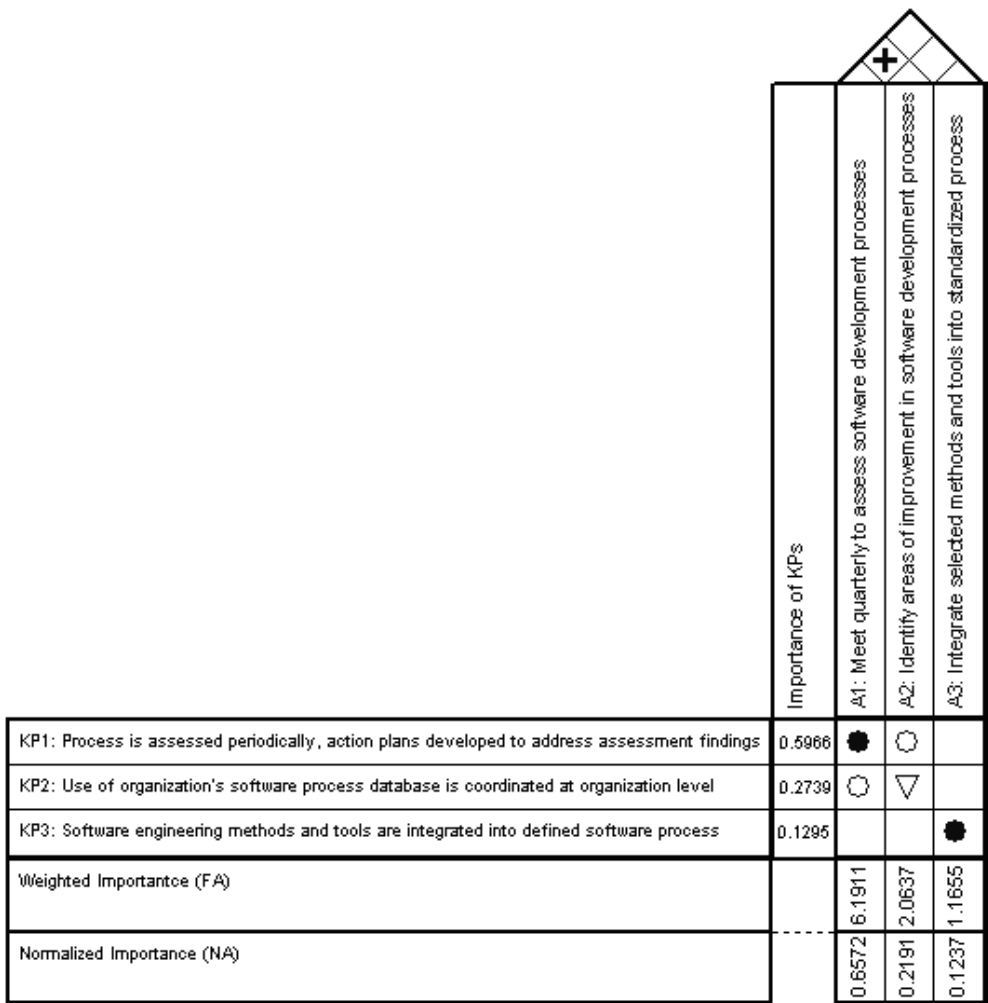 +
Importance of KPs
A1: Meet quarterly to assess software development processes
A2: Identify areas of improvement in software development processes
A3: Integrate selected methods and tools into standardized process
KP1: Process is assessed periodically, action plans developed to address assessment findings 0.5966
KP2: Use of organization's software process database is coordinated at organization level 0.2739
KP3: Software engineering methods and tools are integrated into defined software process 0.1295
Weighted Importantce (FA) 6.1911 2.0637 1.1655
Normalized Importance (NA) 0.6572 0.2191 0.1237